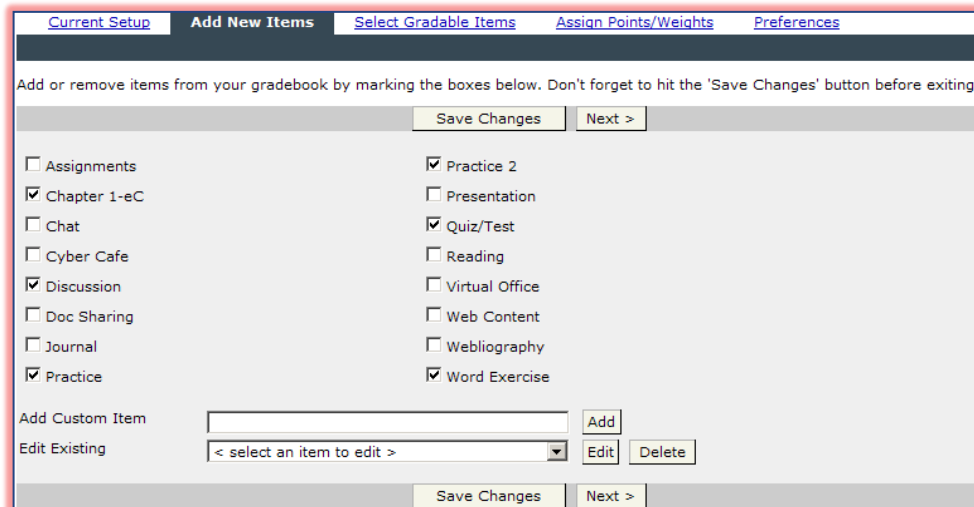 Current Setup Add New Items Select Gradable Items Assign Points/Weights Preferences
Add or remove items from your gradebook by marking the boxes below. Don't forget to hit the 'Save Changes' button before exiting
Save Changes Next >
Assignments Practice 2
Chapter 1-eC Presentation
Chat Quiz/Test
Cyber Cafe Reading
Discussion Virtual Office
Doc Sharing Web Content
Journal Webliography
Practice Word Exercise
Add Custom Item Add
Edit Existing < select an item to edit > Edit Delete
Save Changes Next >